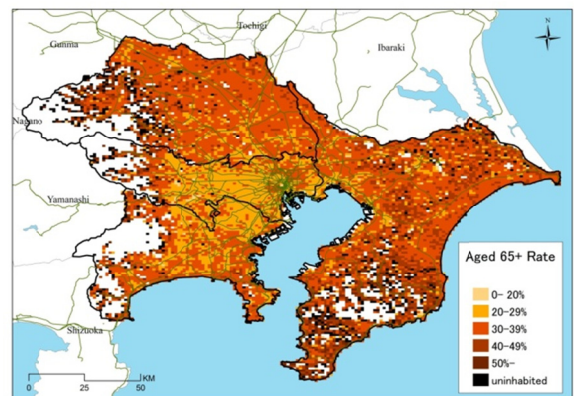 Tochigi
N
Gunma
Ibaraki
Nagano
Yamanashi
Shizuoka
Aged 65+ Rate
0- 20%
20-29%
30-39%
40-49%
50%-
uninhabited
0 25 50 KM